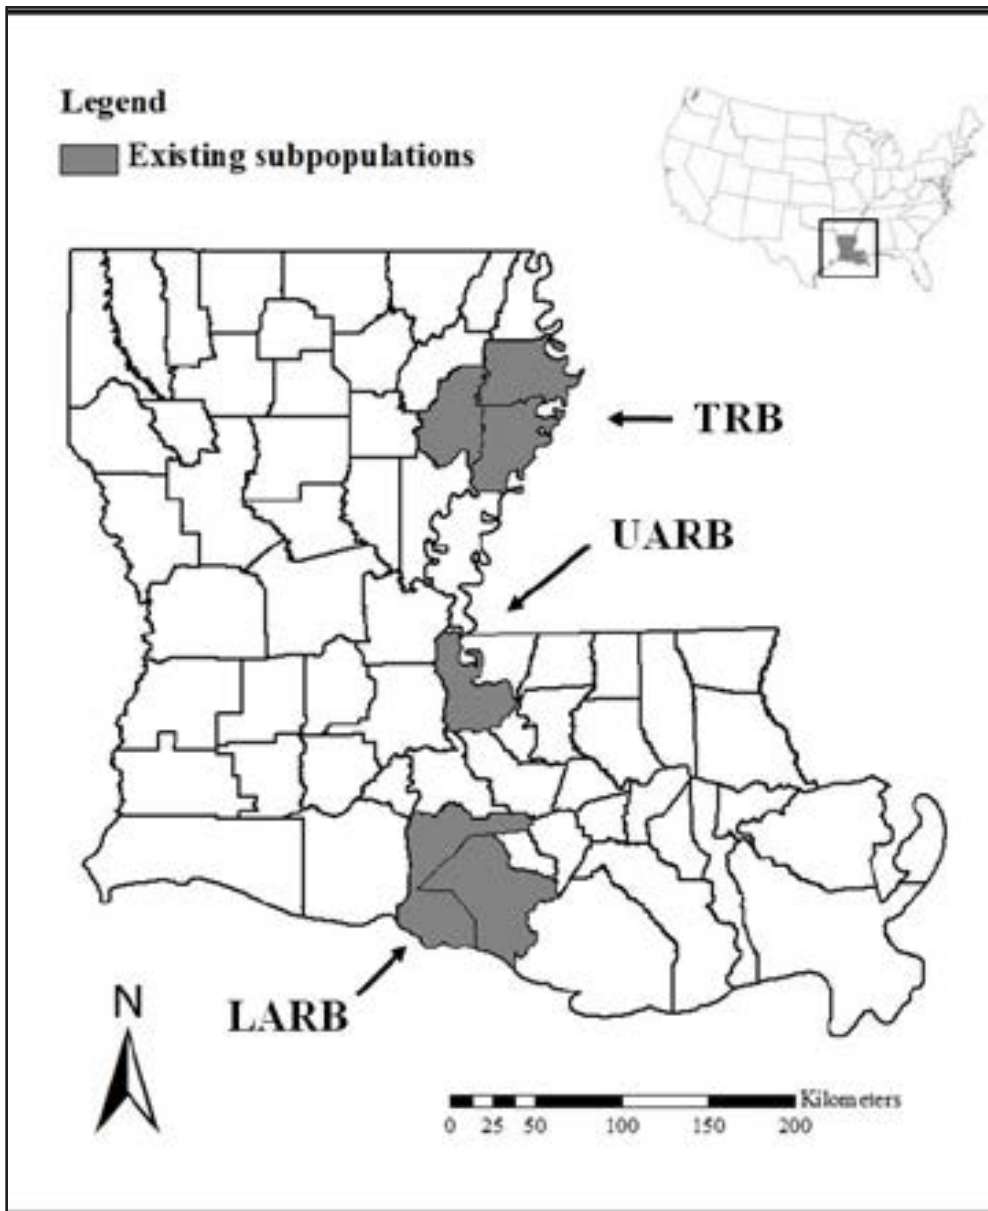 Legend
Existing subpopulations
TRB
UARB
LARB
N
Kilometers
0 25 50 100 150 200